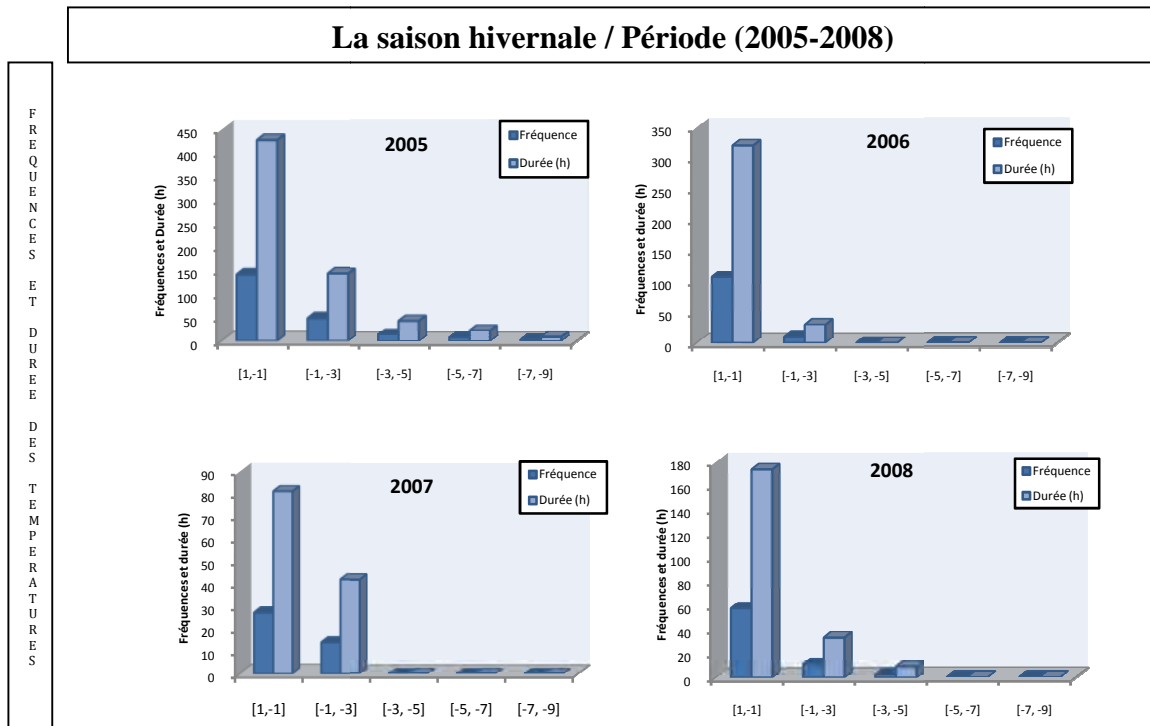 La saison hivernale / Période (2005-2008)
FREQUENCES ET DUREE DES TEMPERATURES
2005
Fréquence
Durée (h)
Fréquences et Durée (h)
450
400
350
300
250
200
150
100
50
0
[1,-1] [-1, -3] [-3, -5] [-5, -7] [-7, -9]
2006
Fréquence
Durée (h)
Fréquences et durée (h)
350
300
250
200
150
100
50
0
[1,-1] [-1, -3] [-3, -5] [-5, -7] [-7, -9]
2007
Fréquence
Durée (h)
Fréquences et durée (h)
90
80
70
60
50
40
30
20
10
0
[1,-1] [-1, -3] [-3, -5] [-5, -7] [-7, -9]
2008
Fréquence
Durée (h)
Fréquences et durée (h)
180
160
140
120
100
80
60
40
20
0
[1,-1] [-1, -3] [-3, -5] [-5, -7] [-7, -9]